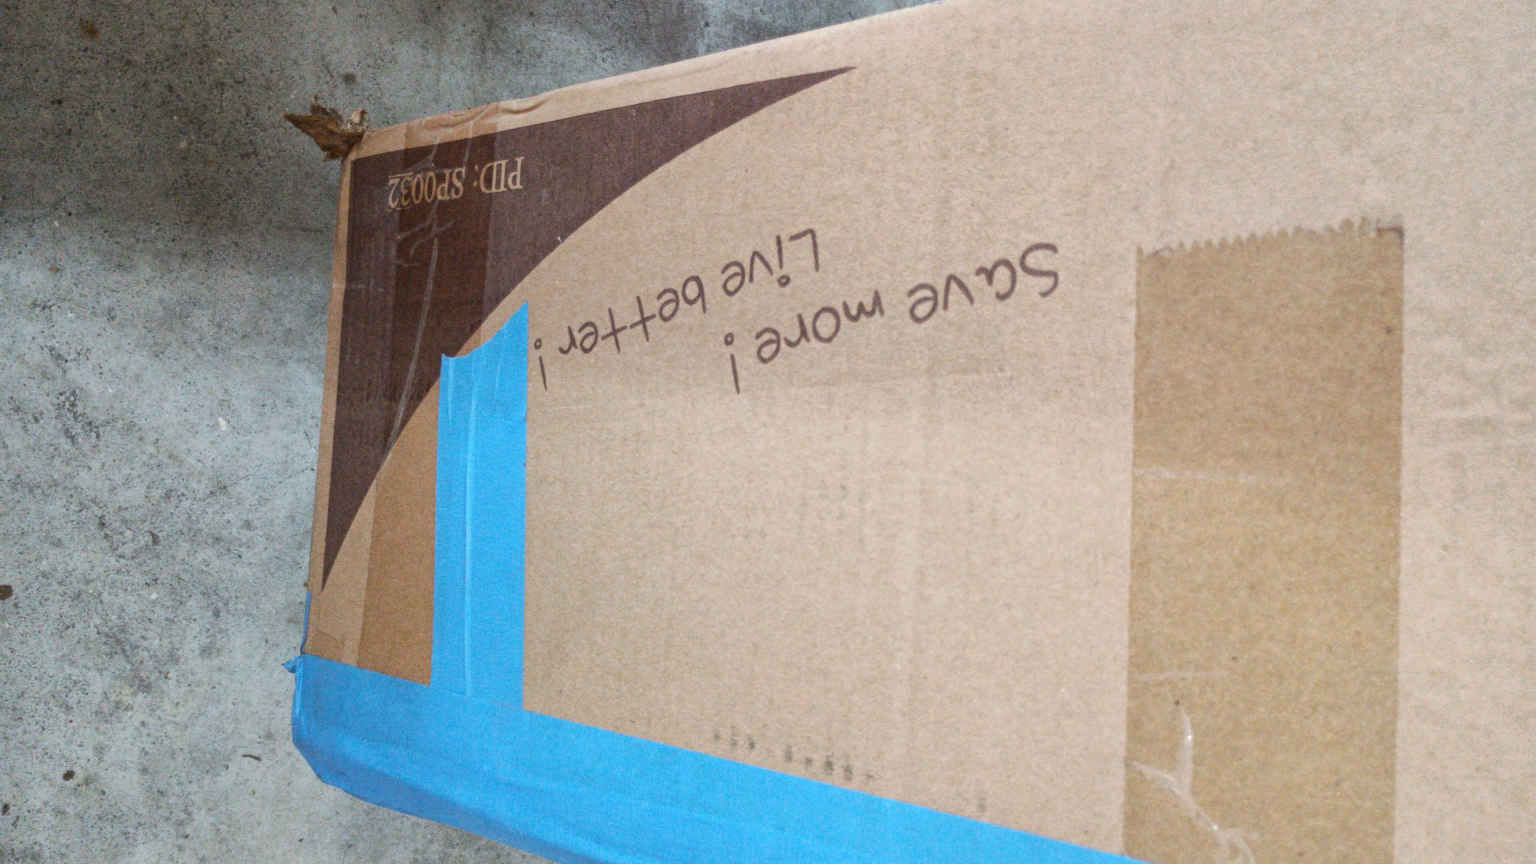 Save more!
Live better!
PID: SP0032